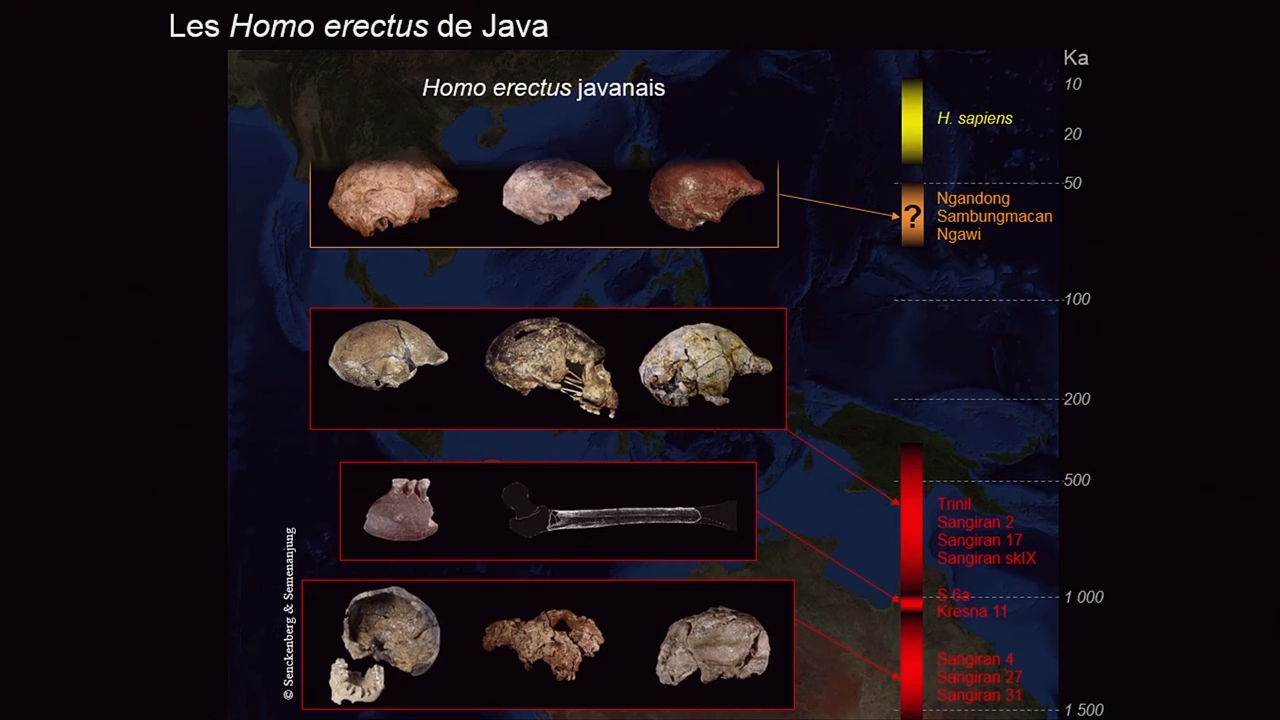 Les Homo erectus de Java
Ka
Homo erectus javanais
10
H. sapiens
20
50
?
Ngandong
Sambungmacan
Ngawi
100
200
500
Trinil
Sangiran 2
Sangiran 17
Sangiran skIX
S 6a
1 000
Kresna 11
Sangiran 4
Sangiran 27
Sangiran 31
1 500
© Senckenberg & Semenanjung